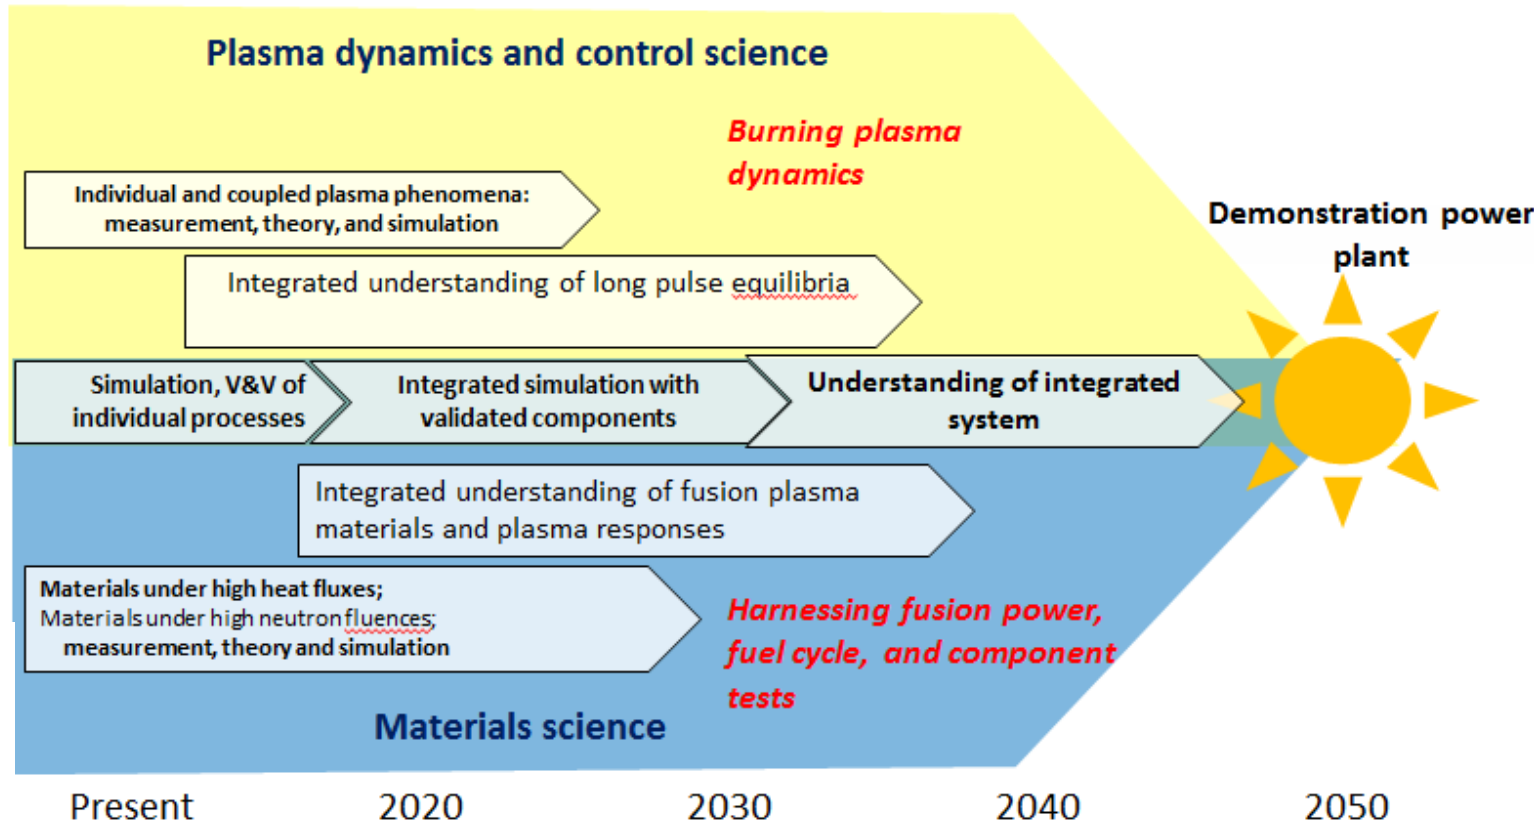 Plasma dynamics and control science
Burning plasma
dynamics
Individual and coupled plasma phenomena:
measurement, theory, and simulation
Demonstration power
plant
Integrated understanding of long pulse equilibria
Simulation, V&V of
individual processes
Integrated simulation with
validated components
Understanding of integrated
system
Integrated understanding of fusion plasma
materials and plasma responses
Materials under high heat fluxes;
Materials under high neutron fluences;
measurement, theory and simulation
Harnessing fusion power,
fuel cycle, and component
tests
Materials science
Present 2020 2030 2040 2050